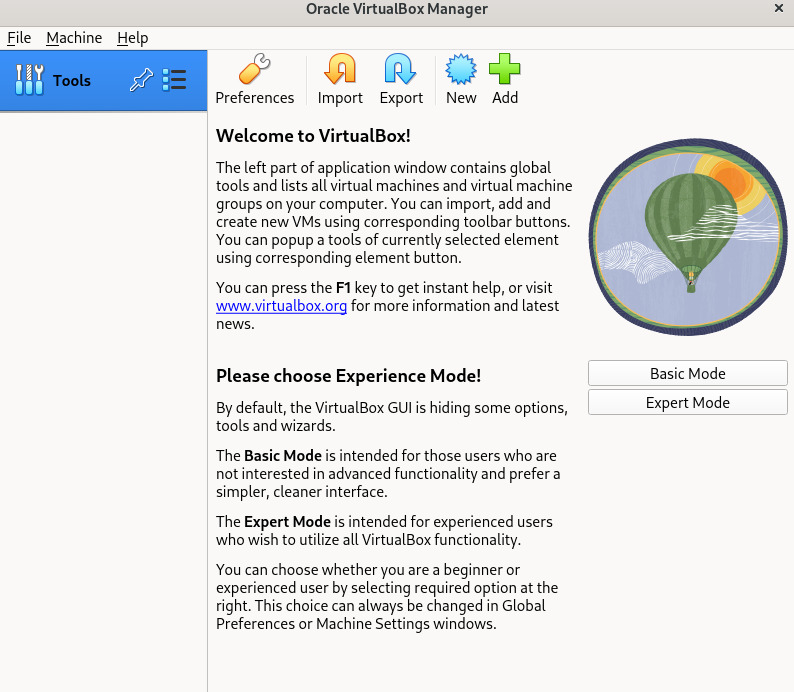 Oracle VirtualBox Manager
File Machine Help
Tools
Preferences Import Export New Add
Welcome to VirtualBox!
The left part of application window contains global
tools and lists all virtual machines and virtual machine
groups on your computer. You can import, add and
create new VMs using corresponding toolbar buttons.
You can popup a tools of currently selected element
using corresponding element button.
You can press the F1 key to get instant help, or visit
www.virtualbox.org for more information and latest
news.
Please choose Experience Mode!
By default, the VirtualBox GUI is hiding some options,
tools and wizards.
The Basic Mode is intended for those users who are
not interested in advanced functionality and prefer a
simpler, cleaner interface.
The Expert Mode is intended for experienced users
who wish to utilize all VirtualBox functionality.
You can choose whether you are a beginner or
experienced user by selecting required option at the
right. This choice can always be changed in Global
Preferences or Machine Settings windows.
Basic Mode
Expert Mode